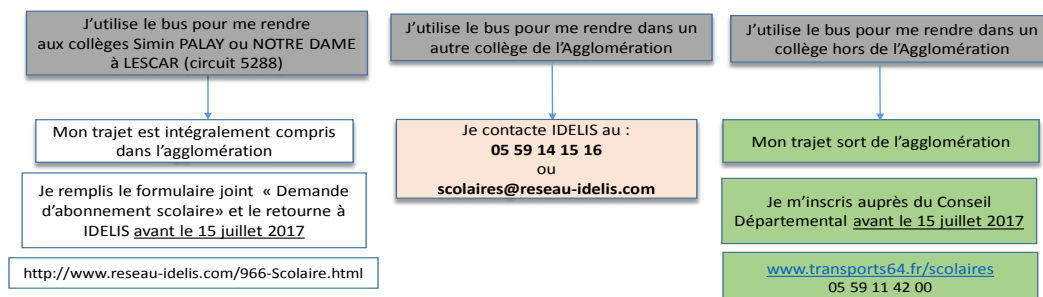 J'utilise le bus pour me rendre
aux collèges Simin PALAY ou NOTRE DAME
à LESCAR (circuit 5288)
Mon trajet est intégralement compris
dans l'agglomération
Je remplis le formulaire joint « Demande
d'abonnement scolaire» et le retourne à
IDELIS avant le 15 juillet 2017
http://www.reseau-idelis.com/966-Scolaire.html
J'utilise le bus pour me rendre dans un
autre collège de l'Agglomération
Je contacte IDELIS au :
05 59 14 15 16
ou
scolaires@reseau-idelis.com
J'utilise le bus pour me rendre dans un
collège hors de l'Agglomération
Mon trajet sort de l'agglomération
Je m'inscris auprès du Conseil
Départemental avant le 15 juillet 2017
www.transports64.fr/scolaires
05 59 11 42 00